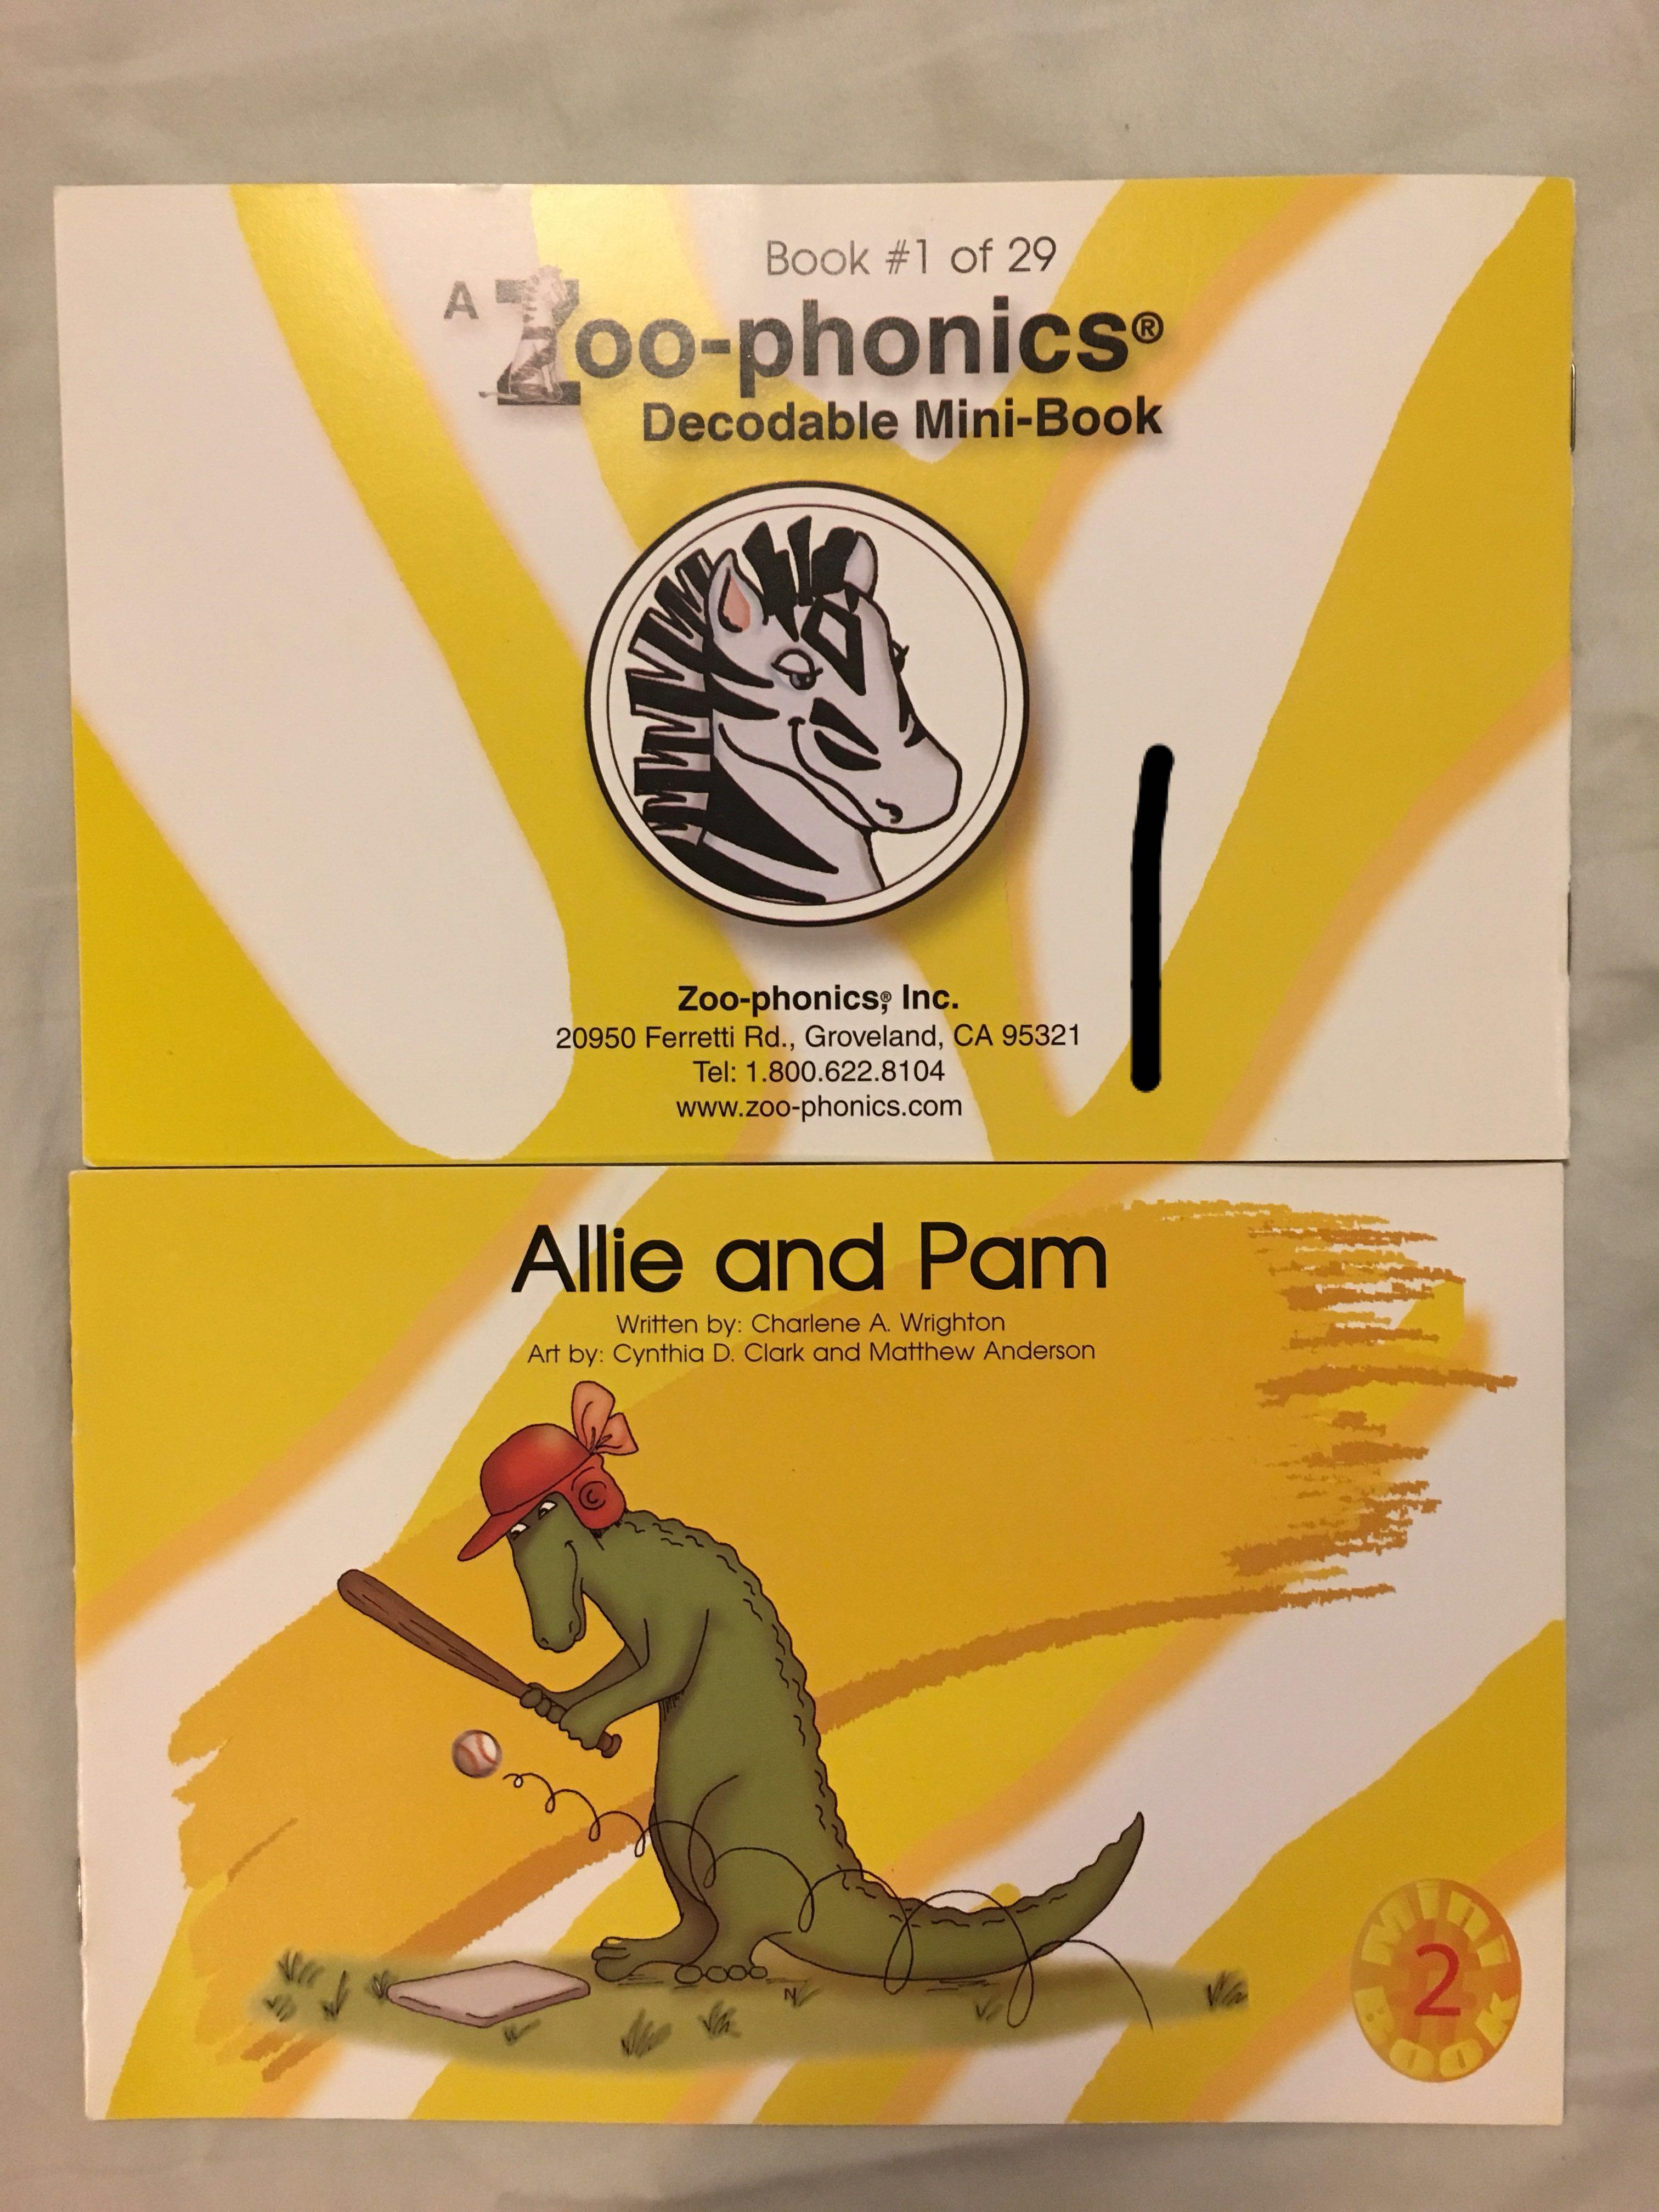 Book #1 of 29
A Zoo-phonics®
Decodable Mini-Book
Zoo-phonics®, Inc.
20950 Ferretti Rd., Groveland, CA 95321
Tel: 1.800.622.8104
www.zoo-phonics.com
Allie and Pam
Written by: Charlene A. Wrighton
Art by: Cynthia D. Clark and Matthew Anderson
C
N
MINI
2
BOOK